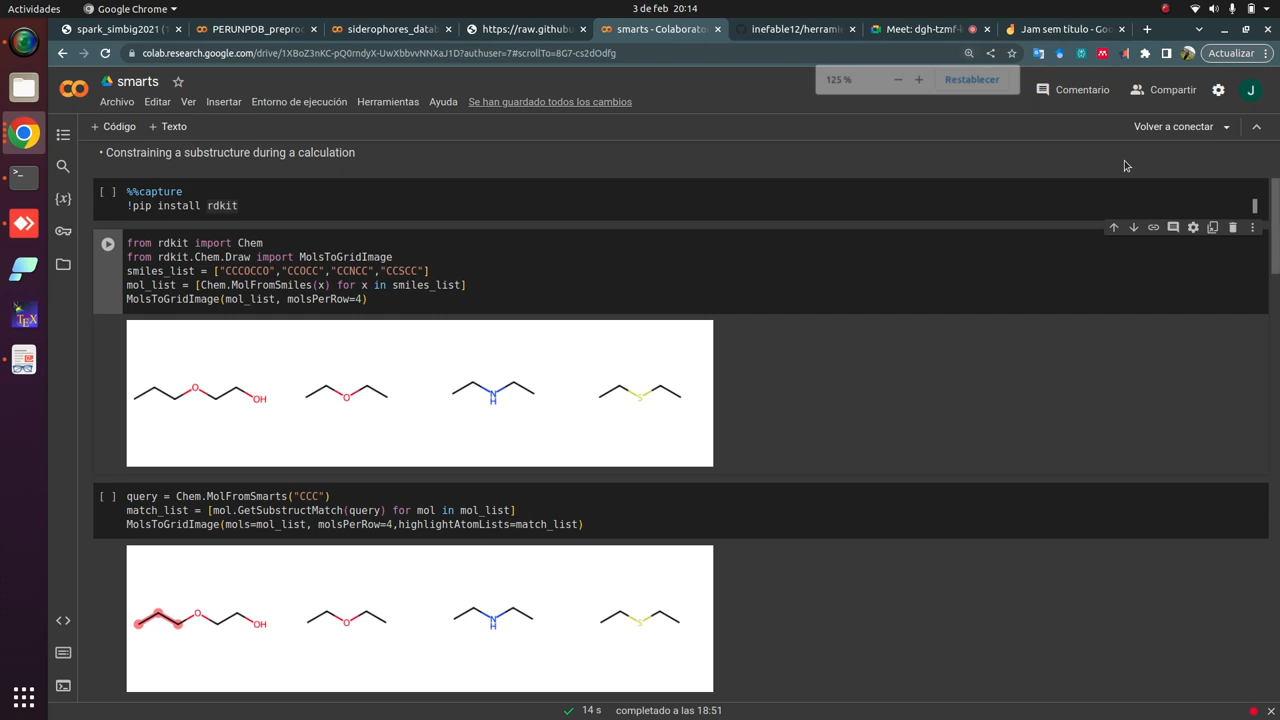 Actividades
Google Chrome
3 de feb 20:14
spark_simbig2021 (1
PERUNPDB_preproc
siderophores_datab
https://raw.githubus
smarts - Colaborato
inefable12/herrami
Meet: dgh-tzmf-
Jam sem título - Goo
colab.research.google.com/drive/1XBoZ3nKC-pQ0rndyX-UwXbbvvNNXaJ1D?authuser=7#scrollTo=8G7-cs2dOdfg
Actualizar
smarts
125 %
Restablecer
Comentario
Compartir
J
Archivo Editar Ver Insertar Entorno de ejecución Herramientas Ayuda Se han guardado todos los cambios
+ Código + Texto
Volver a conectar
• Constraining a substructure during a calculation
[ ] %%capture
!pip install rdkit
from rdkit import Chem
from rdkit.Chem.Draw import MolsToGridImage
smiles_list = ["CCCOCCO","CCOCC","CCNCC","CCSCC"]
mol_list = [Chem.MolFromSmiles(x) for x in smiles_list]
MolsToGridImage(mol_list, molsPerRow=4)
O OH O N H S
[ ] query = Chem.MolFromSmarts("CCC")
match_list = [mol.GetSubstructMatch(query) for mol in mol_list]
MolsToGridImage(mols=mol_list, molsPerRow=4,highlightAtomLists=match_list)
O OH O N H S
14 s completado a las 18:51